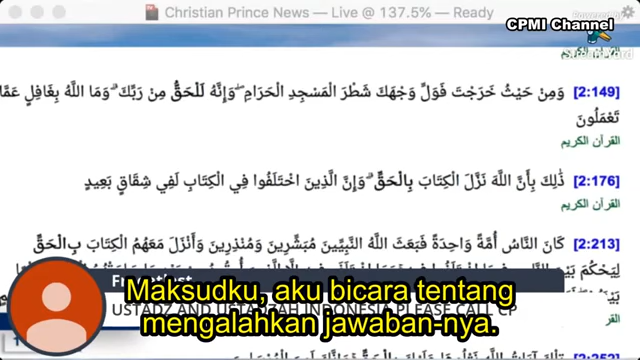 Christian Prince News — Live @ 137.5% — Ready
CPMI Channel
القرآن الكريم
[2:149] وَمِنْ حَيْثُ خَرَجْتَ فَوَلِّ وَجْهَكَ شَطْرَ الْمَسْجِدِ الْحَرَامِ ۖ وَإِنَّهُ لَلْحَقُّ مِنْ رَبِّكَ ۗ وَمَا اللَّهُ بِغَافِلٍ عَمَّا
تَعْمَلُونَ
القرآن الكريم
[2:176] ذَٰلِكَ بِأَنَّ اللَّهَ نَزَّلَ الْكِتَابَ بِالْحَقِّ ۗ وَإِنَّ الَّذِينَ اخْتَلَفُوا فِي الْكِتَابِ لَفِي شِقَاقٍ بَعِيدٍ
القرآن الكريم
[2:213] كَانَ النَّاسُ أُمَّةً وَاحِدَةً فَبَعَثَ اللَّهُ النَّبِيِّينَ مُبَشِّرِينَ وَمُنْذِرِينَ وَأَنْزَلَ مَعَهُمُ الْكِتَابَ بِالْحَقِّ
لِيَحْكُمَ بَيْنَ
Maksudku, aku bicara tentang
USTADZ AND USTADZAH INDONESIA PLEASE CALL CP
mengalahkan jawaban-nya.